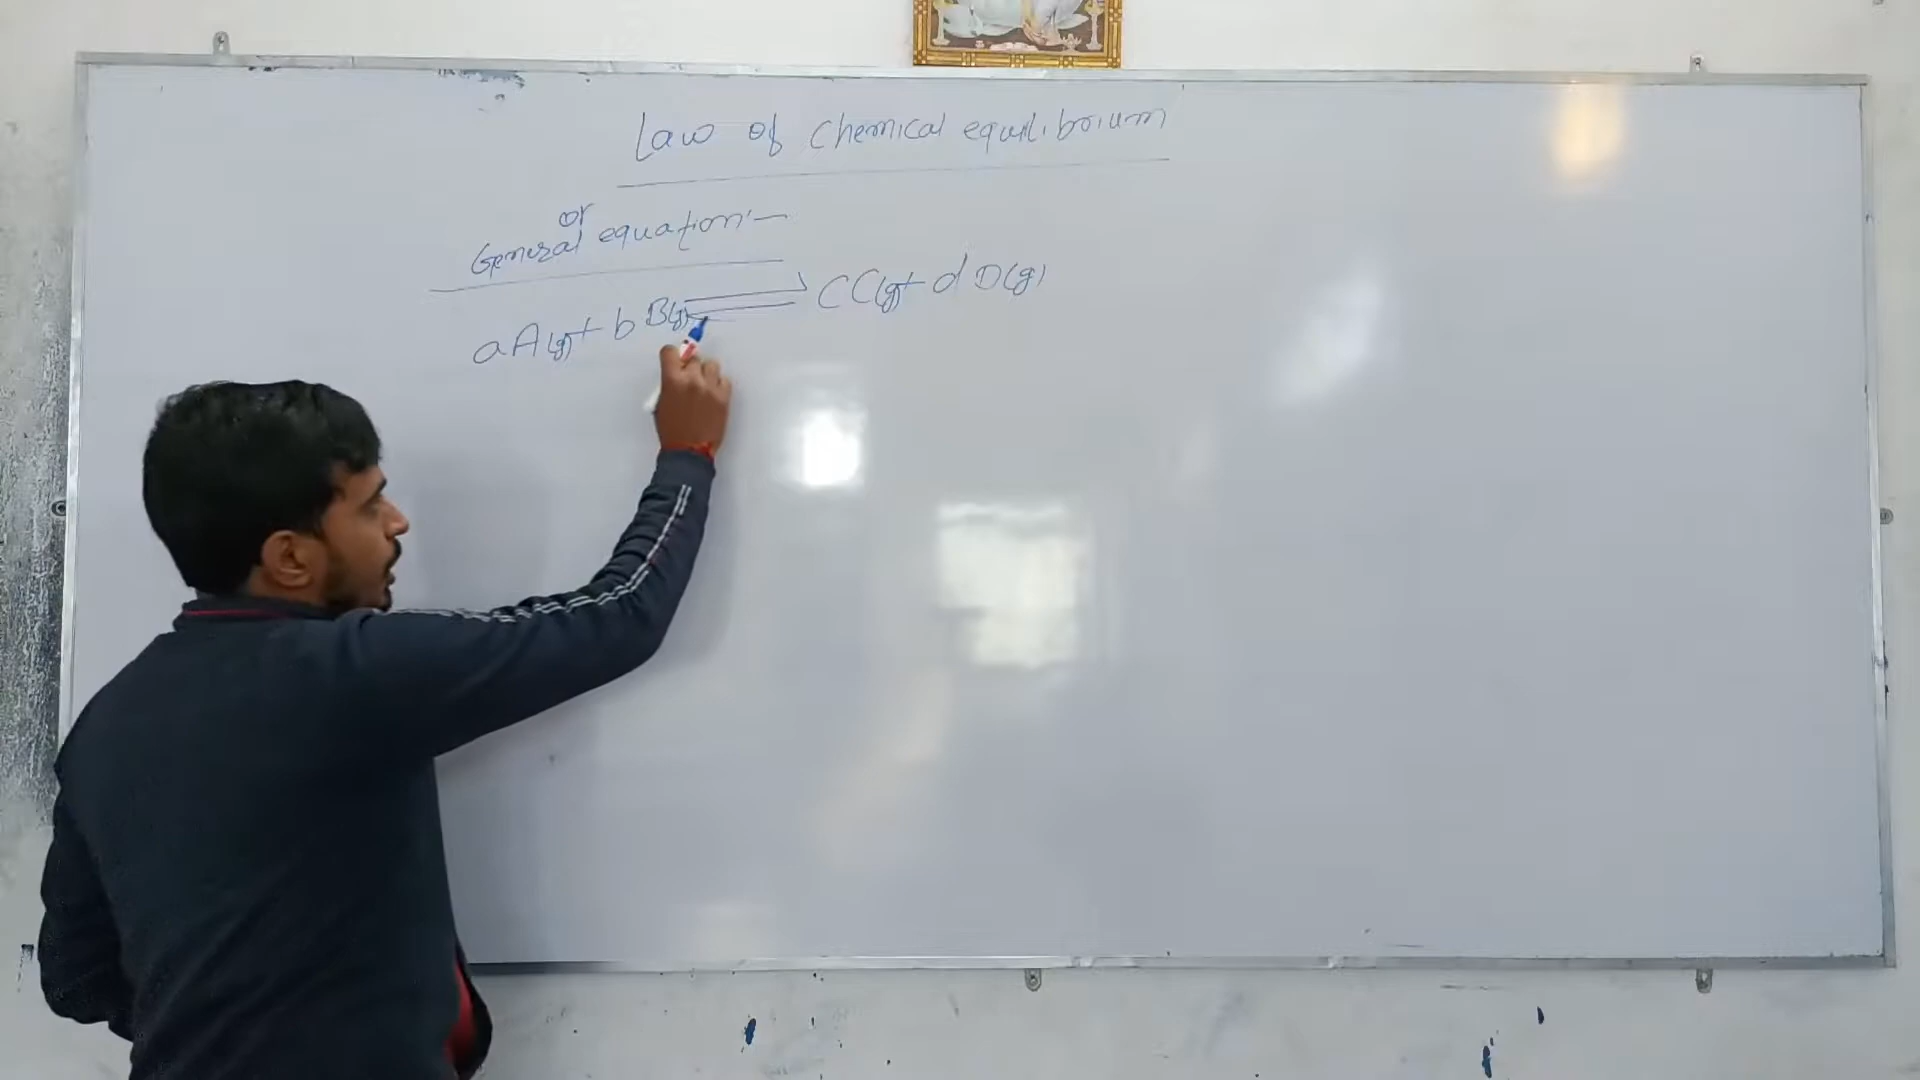 Law of Chemical equilibrium
or
General equation:-
aA(g) + bB(g) ⇌ CC(g) + dD(g)